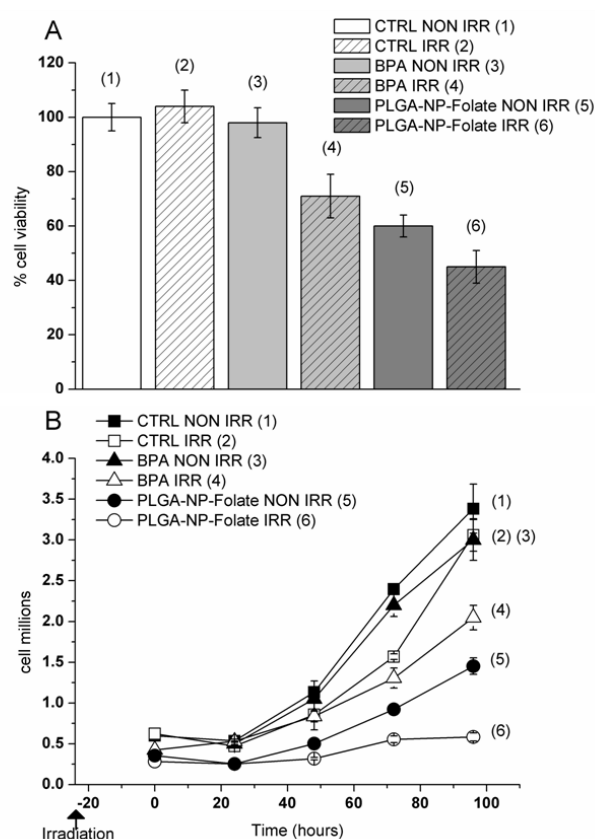 A
CTRL NON IRR (1)
CTRL IRR (2)
BPA NON IRR (3)
BPA IRR (4)
PLGA-NP-Folate NON IRR (5)
PLGA-NP-Folate IRR (6)
(1)
(2)
(3)
(4)
(5)
(6)
120
100
80
60
40
20
0
% cell viability
B
CTRL NON IRR (1)
CTRL IRR (2)
BPA NON IRR (3)
BPA IRR (4)
PLGA-NP-Folate NON IRR (5)
PLGA-NP-Folate IRR (6)
4.0
3.5
3.0
2.5
2.0
1.5
1.0
0.5
0.0
cell millions
(1)
(2) (3)
(4)
(5)
(6)
-20 0 20 40 60 80 100
Irradiation
Time (hours)